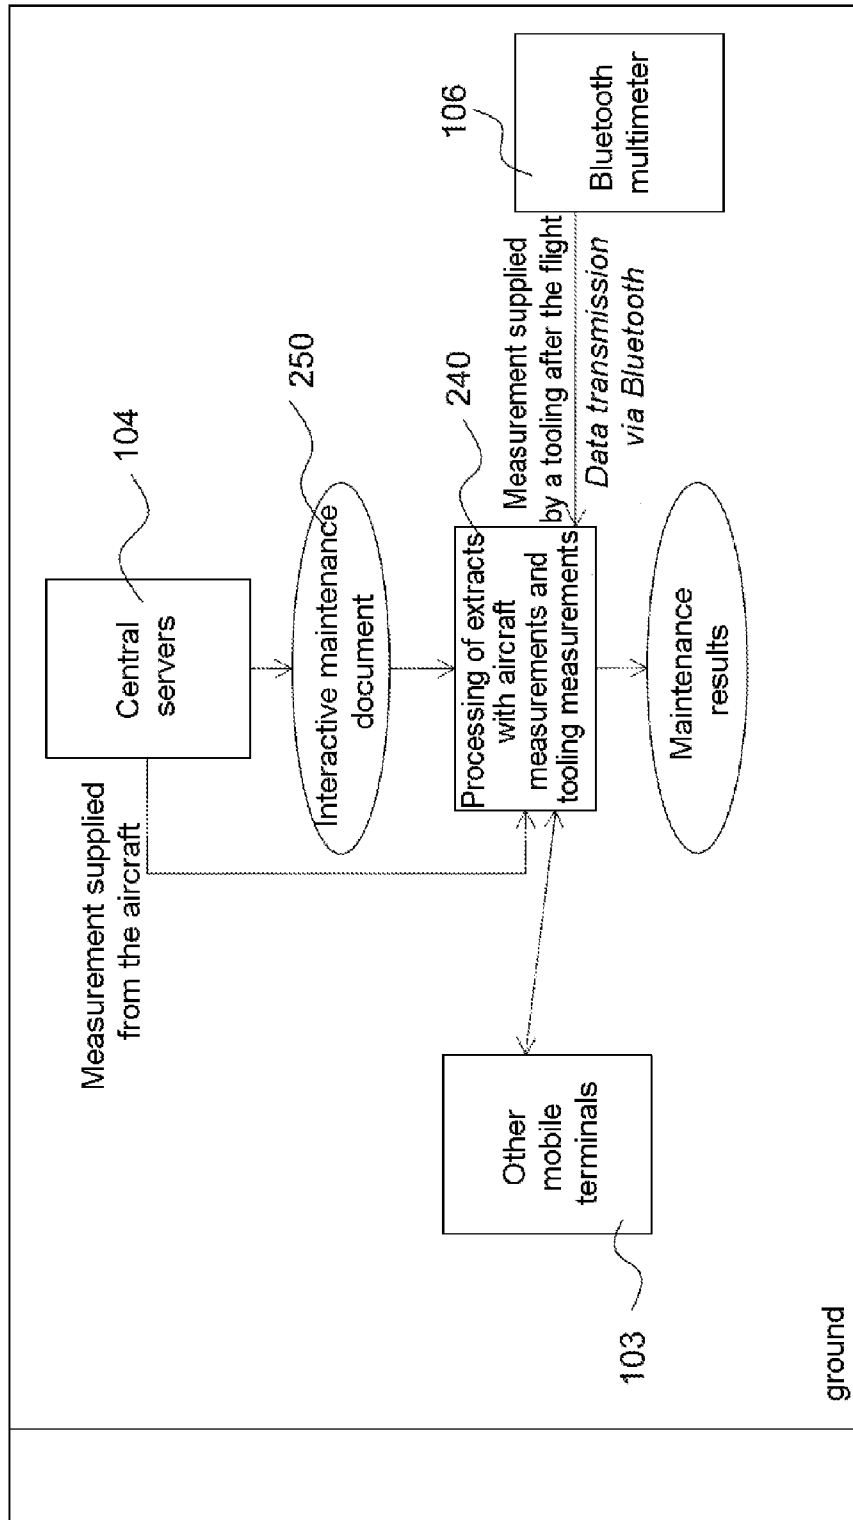 104
Central
servers
Measurement supplied
from the aircraft
250
Interactive maintenance
document
106
Bluetooth
multimeter
Measurement supplied
by a tooling after the flight
Data transmission
via Bluetooth
240
Processing of extracts
with aircraft
measurements and
tooling measurements
Other
mobile
terminals
103
Maintenance
results
ground